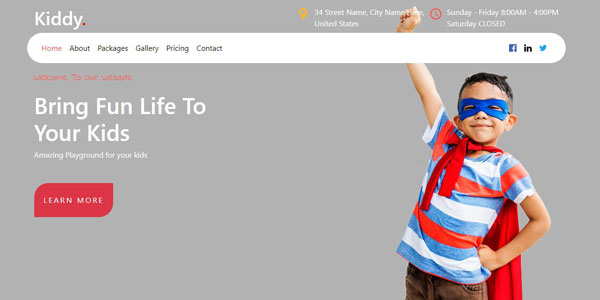 Kiddy.
34 Street Name, City Name Here,
United States
Sunday - Friday 8:00AM - 4:00PM
Saturday CLOSED
Home About Packages Gallery Pricing Contact
Welcome To Our Website
Bring Fun Life To
Your Kids
Amazing Playground for your kids
LEARN MORE